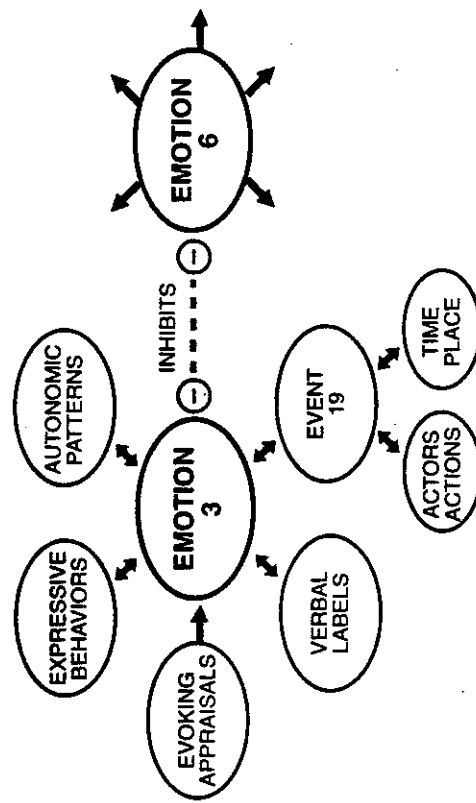 EXPRESSIVE
BEHAVIORS
AUTONOMIC
PATTERNS
EVOKING
APPRAISALS
EMOTION
3
−
INHIBITS
−
EMOTION
6
VERBAL
LABELS
EVENT
19
ACTORS
ACTIONS
TIME
PLACE